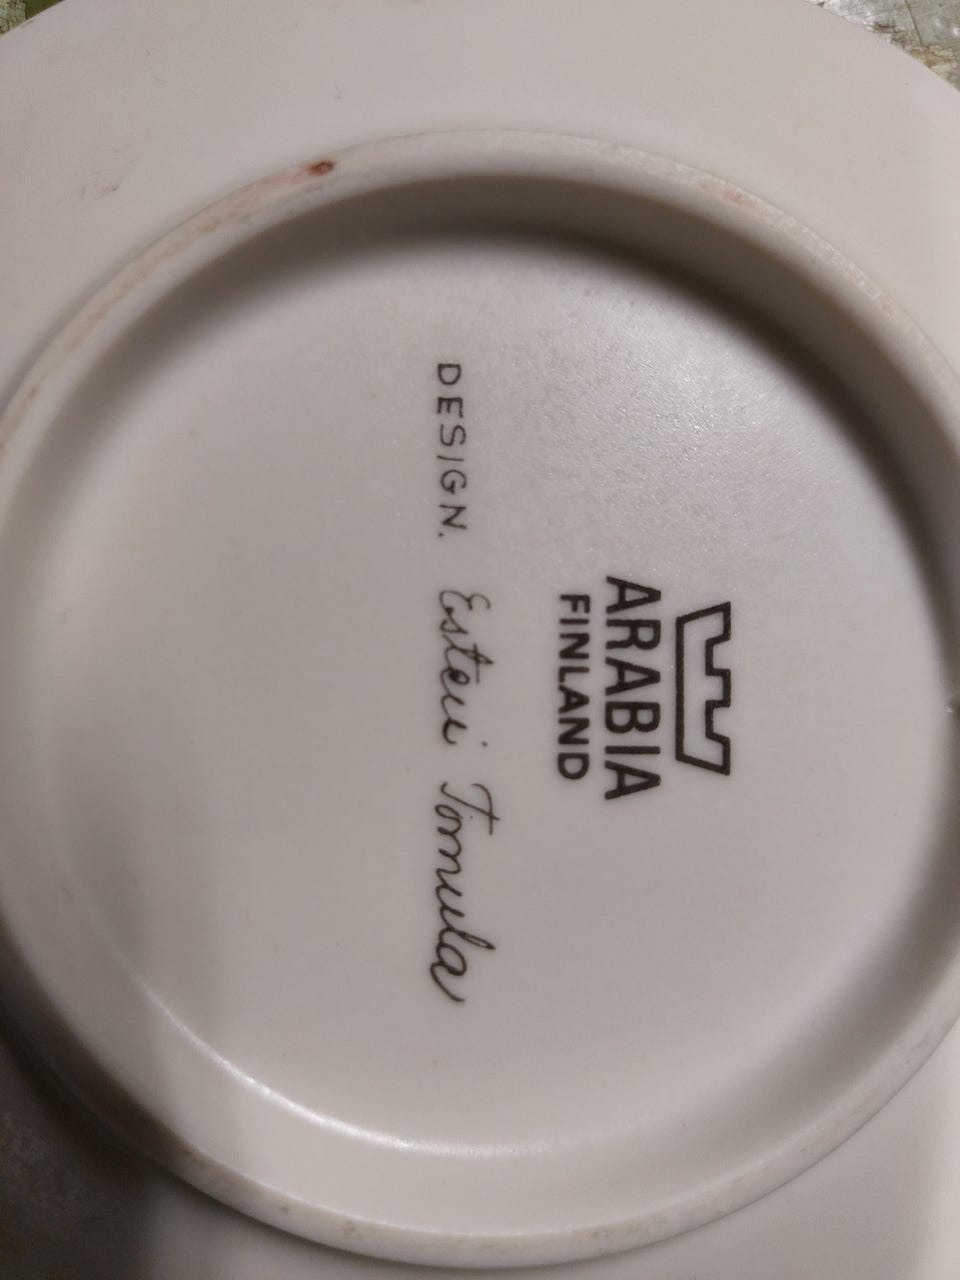 ARABIA
FINLAND
DESIGN. Esteri Tomula